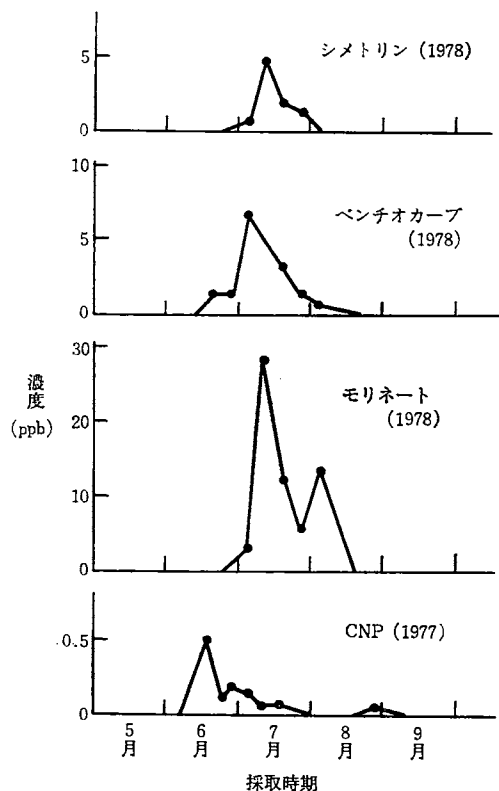 シメトリン (1978)
5
0
10
ベンチオカーブ
(1978)
5
0
30
モリネート
(1978)
濃度
(ppb)
20
10
0
CNP (1977)
0.5
0
5月
6月
7月
8月
9月
採取時期